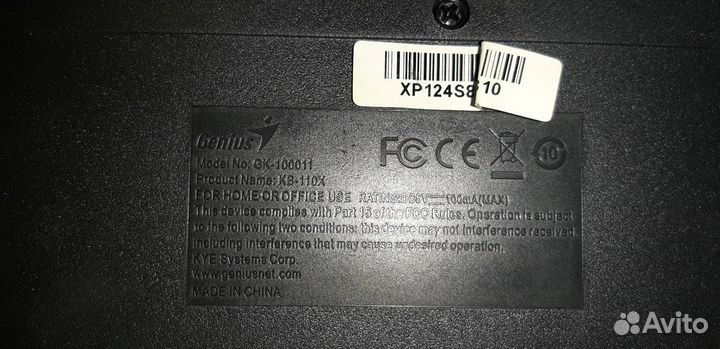 XP124S8
10
Genius
FC CE 10
Model No: GK-100011
Product Name: KB-110X
FOR HOME OR OFFICE USE RATING:DC5V 100mA(MAX)
This device complies with Part 15 of the FCC Rules. Operation is subject
to the following two conditions: this device may not interference
including interference that may cause undesired operation.
KYE Systems Corp.
www.geniusnet.com
MADE IN CHINA
Avito